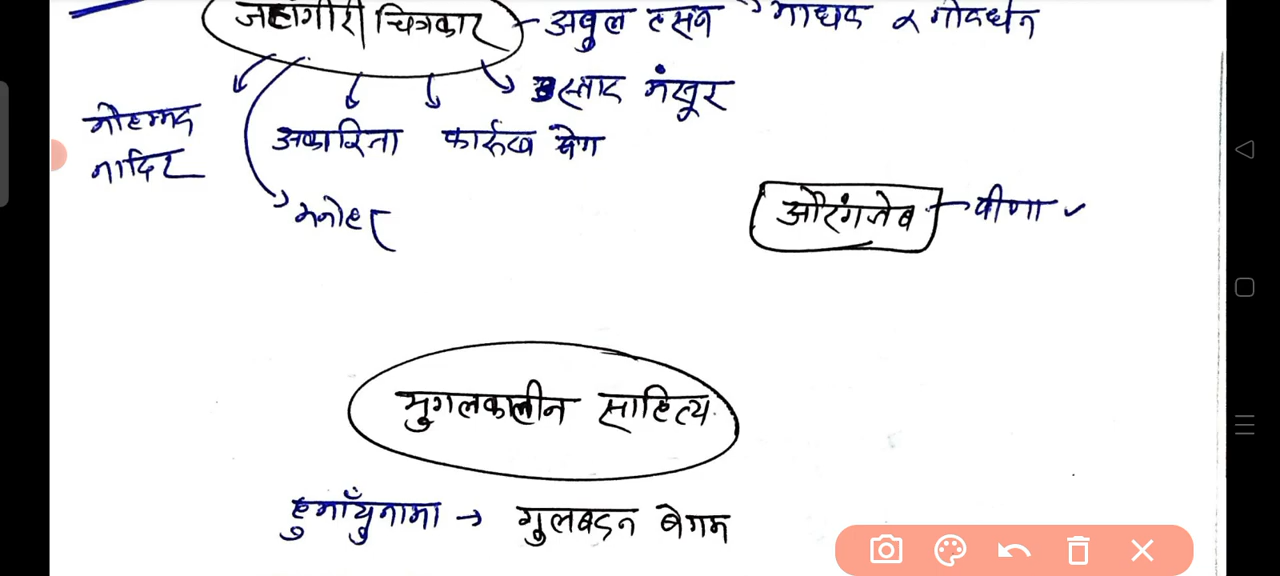 जहाँगीरी चित्रकार - अबुल हसन → माधव र गोवर्धन
उस्ताद मंसूर
मोहम्मद
नादिर
अकारिता फारुख बेग
मनोहर
औरंगजेब → वीणा ✓
मुगलकालीन साहित्य
हुमाँयुनामा → गुलबदन बेगम